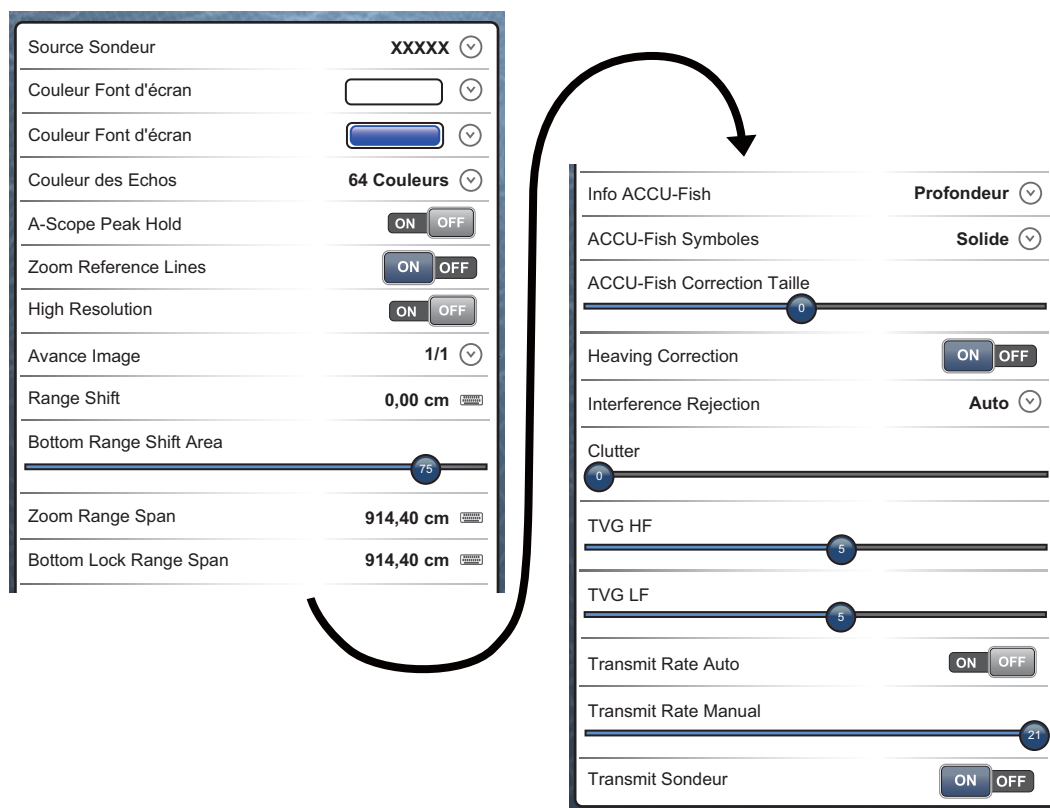 Source Sondeur XXXXX
Couleur Font d'écran
Couleur Font d'écran
Couleur des Echos 64 Couleurs
A-Scope Peak Hold ON OFF
Zoom Reference Lines ON OFF
High Resolution ON OFF
Avance Image 1/1
Range Shift 0,00 cm
Bottom Range Shift Area
75
Zoom Range Span 914,40 cm
Bottom Lock Range Span 914,40 cm
Info ACCU-Fish Profondeur
ACCU-Fish Symboles Solide
ACCU-Fish Correction Taille
0
Heaving Correction ON OFF
Interference Rejection Auto
Clutter
0
TVG HF
5
TVG LF
5
Transmit Rate Auto ON OFF
Transmit Rate Manual
21
Transmit Sondeur ON OFF